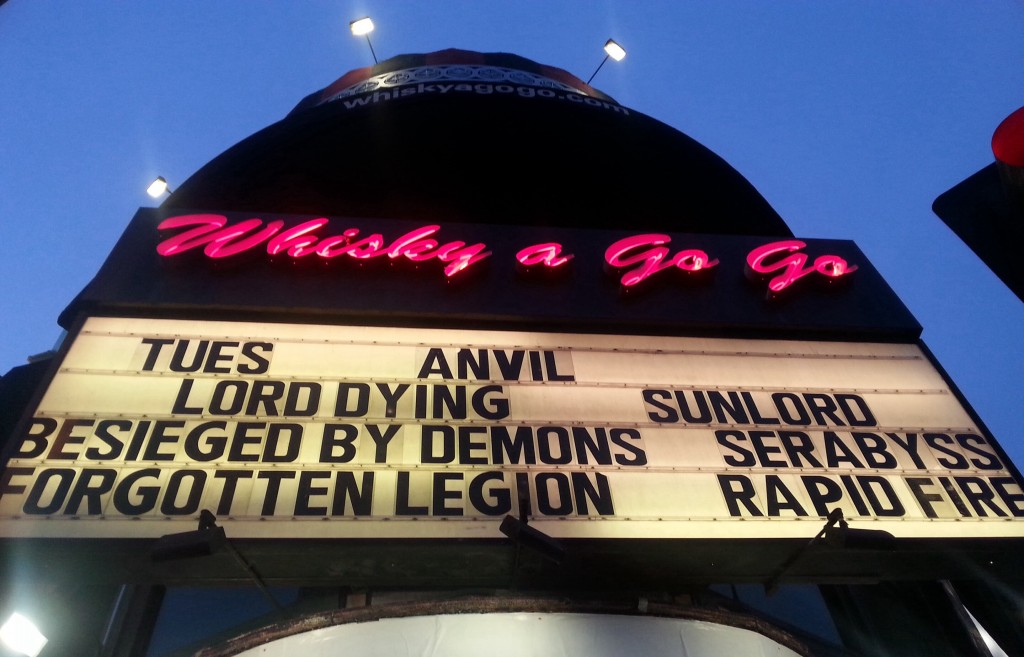 whiskyagogo.com
Whisky a Go Go
TUES ANVIL
LORD DYING SUNLORD
BESIEGED BY DEMONS SERABYSS
FORGOTTEN LEGION RAPID FIRE